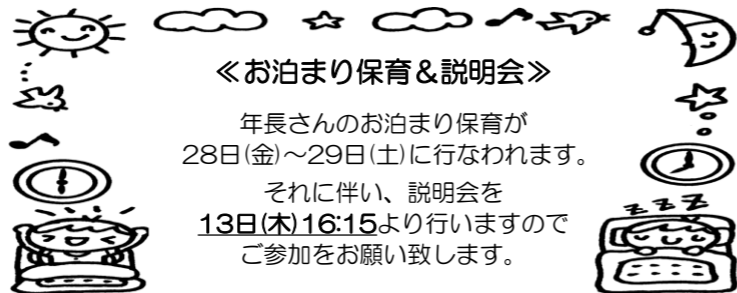 ≪お泊まり保育&説明会≫
年長さんのお泊まり保育が
28日(金)～29日(土)に行なわれます。
それに伴い、説明会を
13日(木)16:15より行いますので
ご参加をお願い致します。
zzz